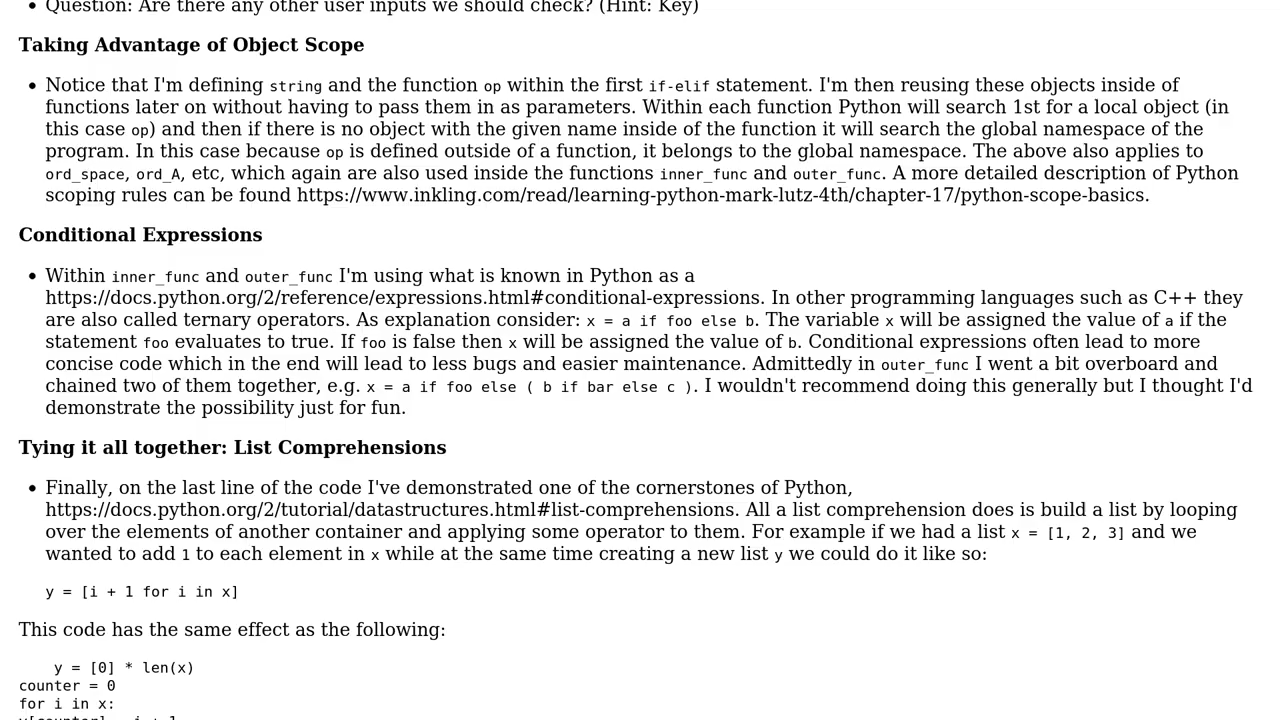 Question: Are there any other user inputs we should check? (Hint: Key)
Taking Advantage of Object Scope
Notice that I'm defining string and the function op within the first if-elif statement. I'm then reusing these objects inside of
functions later on without having to pass them in as parameters. Within each function Python will search 1st for a local object (in
this case op) and then if there is no object with the given name inside of the function it will search the global namespace of the
program. In this case because op is defined outside of a function, it belongs to the global namespace. The above also applies to
ord_space, ord_A, etc, which again are also used inside the functions inner_func and outer_func. A more detailed description of Python
scoping rules can be found https://www.inkling.com/read/learning-python-mark-lutz-4th/chapter-17/python-scope-basics.
Conditional Expressions
Within inner_func and outer_func I'm using what is known in Python as a
https://docs.python.org/2/reference/expressions.html#conditional-expressions. In other programming languages such as C++ they
are also called ternary operators. As explanation consider: x = a if foo else b. The variable x will be assigned the value of a if the
statement foo evaluates to true. If foo is false then x will be assigned the value of b. Conditional expressions often lead to more
concise code which in the end will lead to less bugs and easier maintenance. Admittedly in outer_func I went a bit overboard and
chained two of them together, e.g. x = a if foo else ( b if bar else c ). I wouldn't recommend doing this generally but I thought I'd
demonstrate the possibility just for fun.
Tying it all together: List Comprehensions
Finally, on the last line of the code I've demonstrated one of the cornerstones of Python,
https://docs.python.org/2/tutorial/datastructures.html#list-comprehensions. All a list comprehension does is build a list by looping
over the elements of another container and applying some operator to them. For example if we had a list x = [1, 2, 3] and we
wanted to add 1 to each element in x while at the same time creating a new list y we could do it like so:
y = [i + 1 for i in x]
This code has the same effect as the following:
y = [0] * len(x)
counter = 0
for i in x: